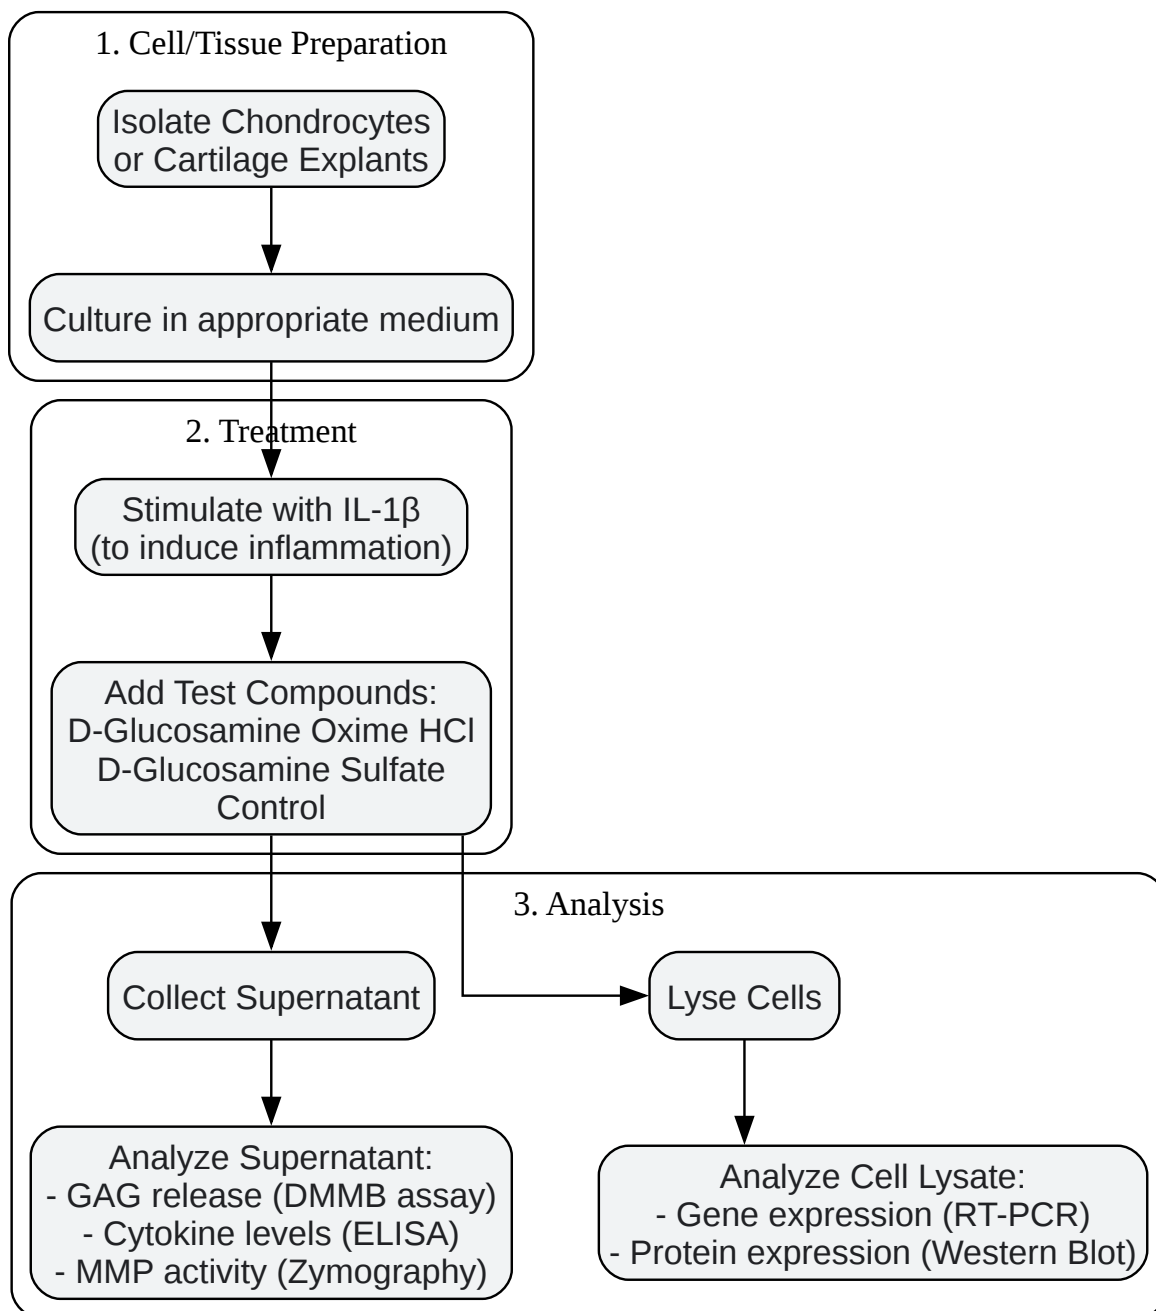 1. Cell/Tissue Preparation
Isolate Chondrocytes
or Cartilage Explants
Culture in appropriate medium
2. Treatment
Stimulate with IL-1β
(to induce inflammation)
Add Test Compounds:
D-Glucosamine Oxime HCl
D-Glucosamine Sulfate
Control
3. Analysis
Collect Supernatant
Lyse Cells
Analyze Supernatant:
- GAG release (DMMB assay)
- Cytokine levels (ELISA)
- MMP activity (Zymography)
Analyze Cell Lysate:
- Gene expression (RT-PCR)
- Protein expression (Western Blot)